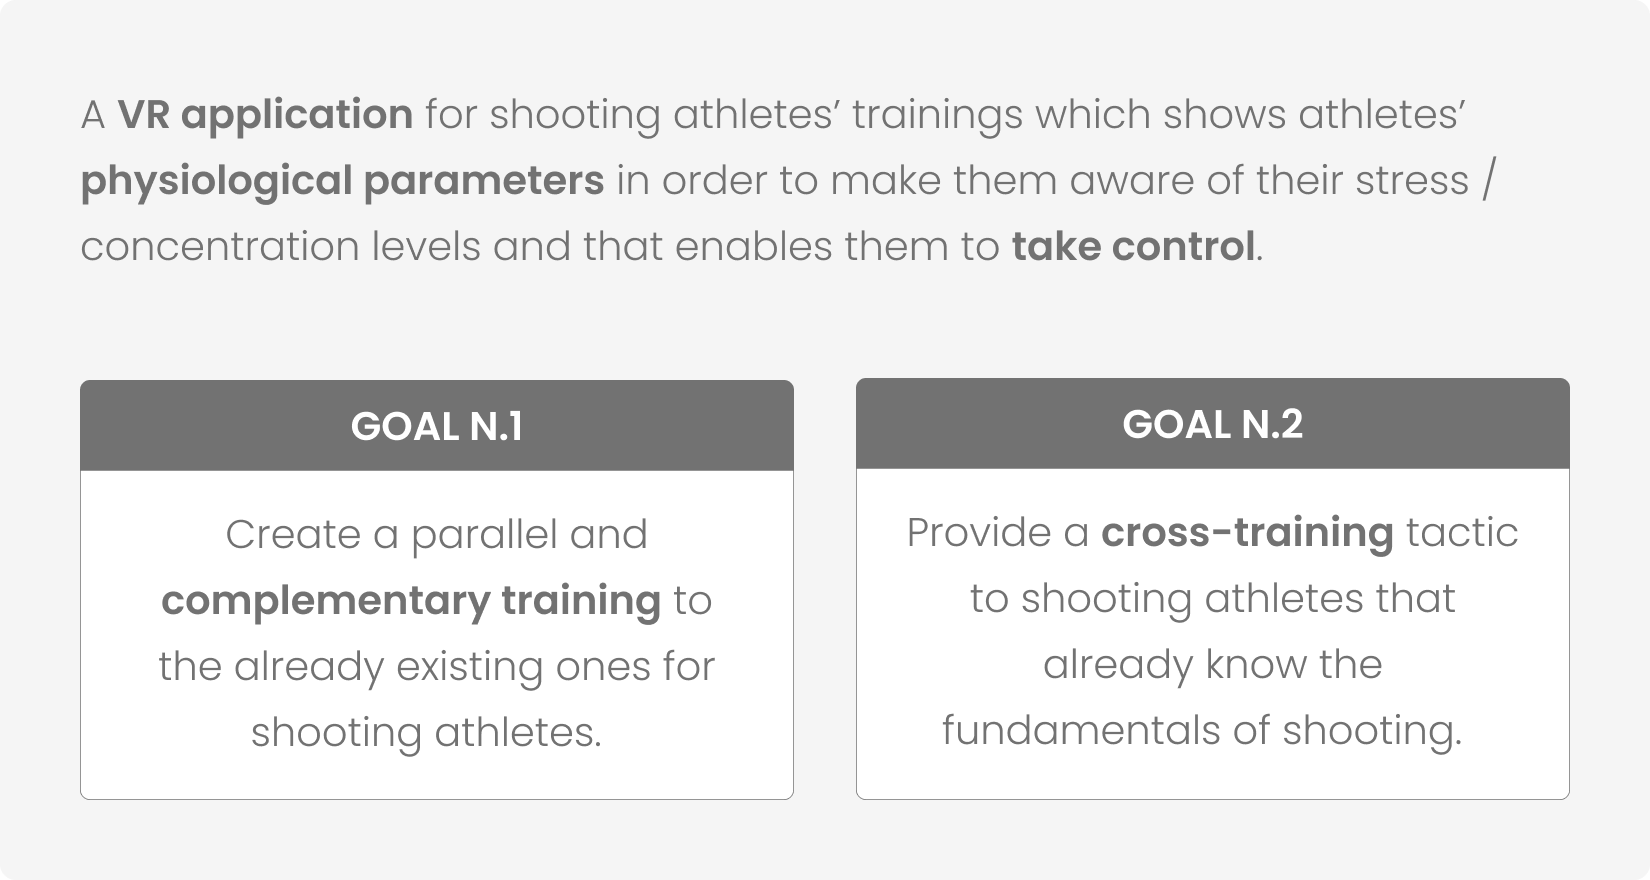 A VR application for shooting athletes’ trainings which shows athletes’
physiological parameters in order to make them aware of their stress /
concentration levels and that enables them to take control.
GOAL N.1
Create a parallel and
complementary training to
the already existing ones for
shooting athletes.
GOAL N.2
Provide a cross-training tactic
to shooting athletes that
already know the
fundamentals of shooting.